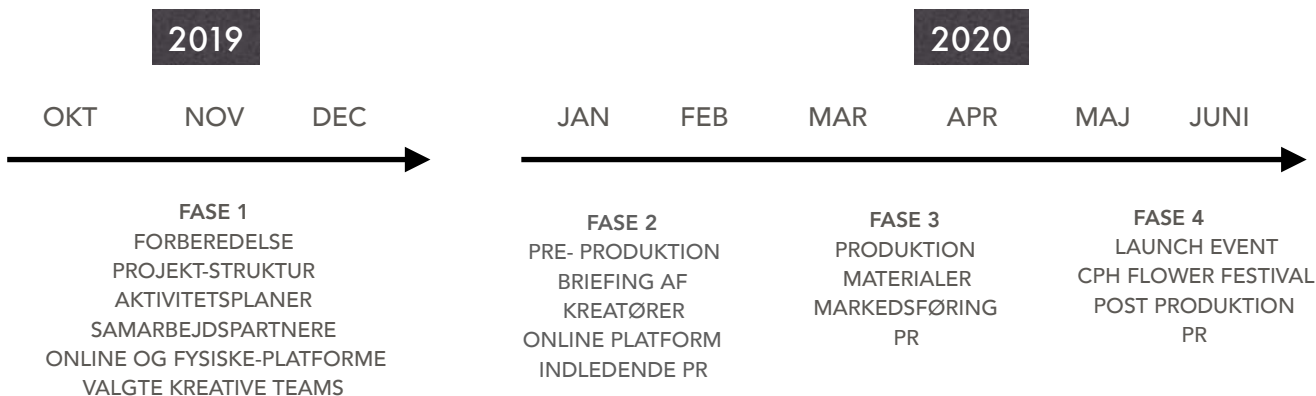 2019
2020
OKT NOV DEC
JAN FEB MAR APR MAJ JUNI
FASE 1
FORBEREDELSE
PROJEKT-STRUKTUR
AKTIVITETSPLANER
SAMARBEJDSPARTNERE
ONLINE OG FYSISKE-PLATFORME
VALGTE KREATIVE TEAMS
FASE 2
PRE- PRODUKTION
BRIEFING AF
KREATØRER
ONLINE PLATFORM
INDLEDENDE PR
FASE 3
PRODUKTION
MATERIALER
MARKEDSFØRING
PR
FASE 4
LAUNCH EVENT
CPH FLOWER FESTIVAL
POST PRODUKTION
PR